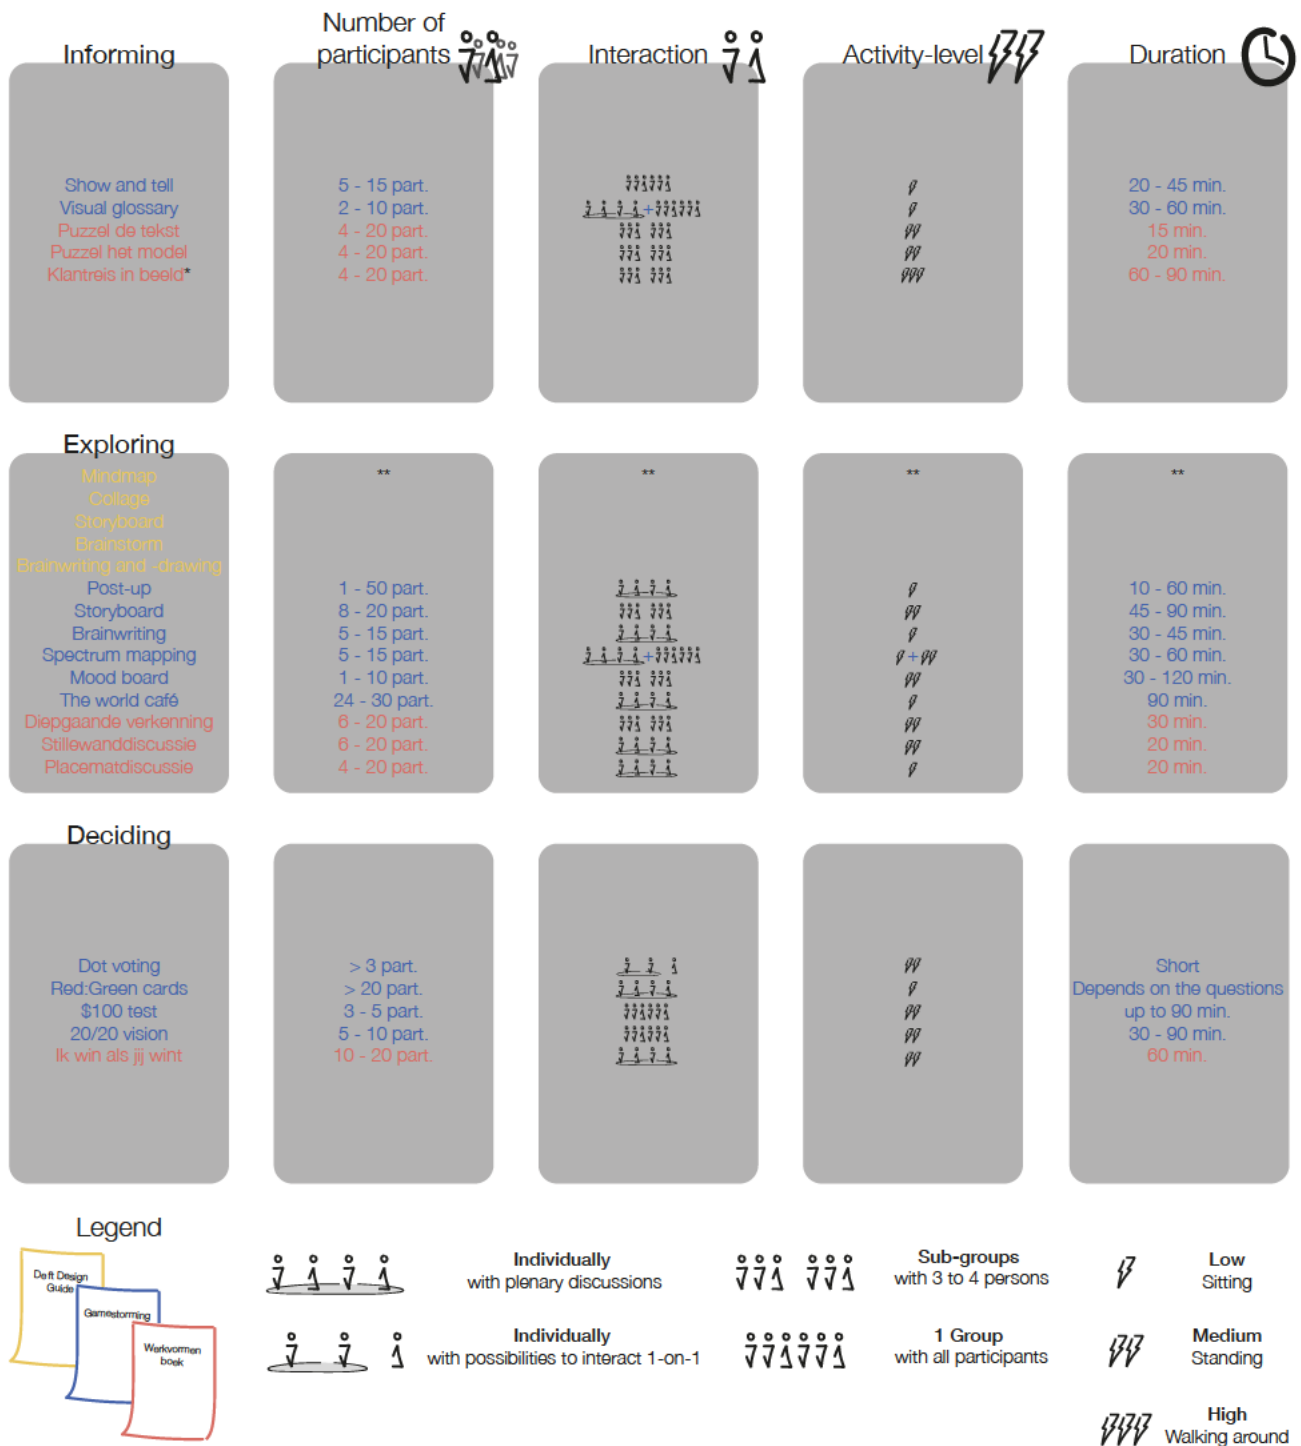 Informing
Number of
participants
Interaction
Activity-level
Duration
Show and tell 5 - 15 part. 20 - 45 min.
Visual glossary 2 - 10 part. + 30 - 60 min.
Puzzel de tekst 4 - 20 part. 15 min.
Puzzel het model 4 - 20 part. 20 min.
Klantreis in beeld* 4 - 20 part. 60 - 90 min.
Exploring
Mindmap ** ** ** **
Collage
Storyboard
Brainstorm
Brainwriting and -drawing
Post-up 1 - 50 part. 10 - 60 min.
Storyboard 8 - 20 part. 45 - 90 min.
Brainwriting 5 - 15 part. 30 - 45 min.
Spectrum mapping 5 - 15 part. + + 30 - 60 min.
Mood board 1 - 10 part. 30 - 120 min.
The world café 24 - 30 part. 90 min.
Diepgaande verkenning 6 - 20 part. 30 min.
Stillewanddiscussie 6 - 20 part. 20 min.
Placematdiscussie 4 - 20 part. 20 min.
Deciding
Dot voting > 3 part. Short
Red:Green cards > 20 part. Depends on the questions
$100 test 3 - 5 part. up to 90 min.
20/20 vision 5 - 10 part. 30 - 90 min.
Ik win als jij wint 10 - 20 part. 60 min.
Legend
Delft Design
Guide
Gamestorming
Werkvormen
boek
Individually
with plenary discussions
Individually
with possibilities to interact 1-on-1
Sub-groups
with 3 to 4 persons
1 Group
with all participants
Low
Sitting
Medium
Standing
High
Walking around